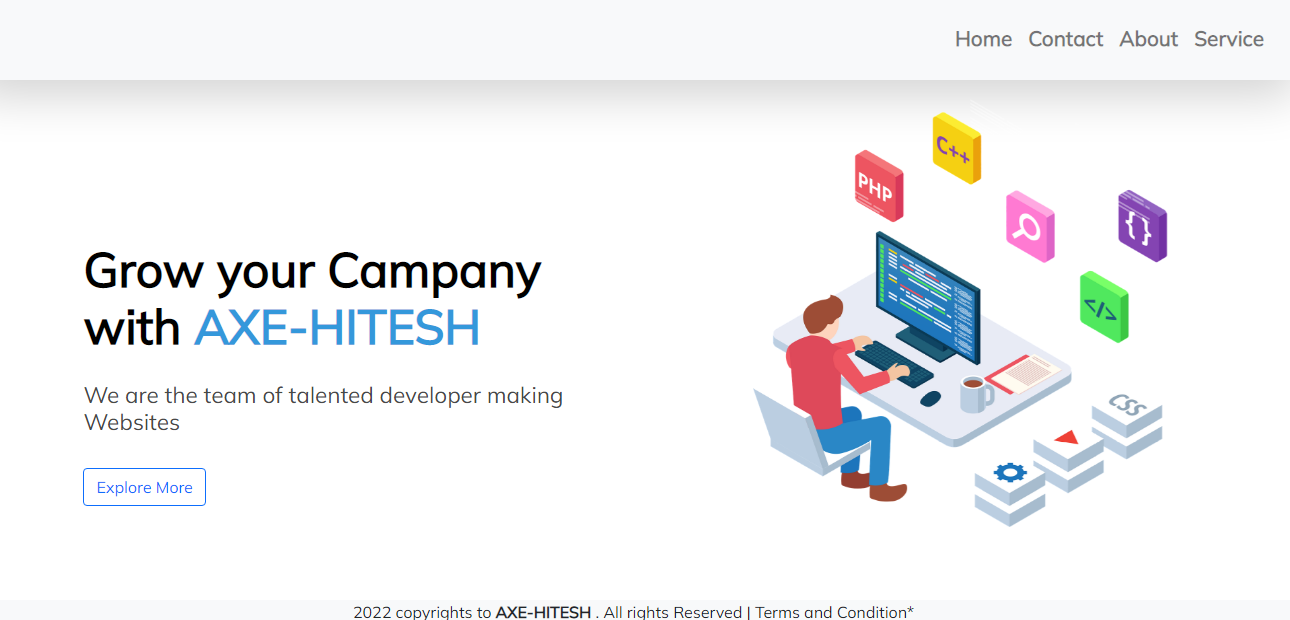 Home Contact About Service
C++
PHP
{ }
</>
Grow your Campany
with AXE-HITESH
We are the team of talented developer making
Websites
CSS
Explore More
2022 copyrights to AXE-HITESH . All rights Reserved | Terms and Condition*